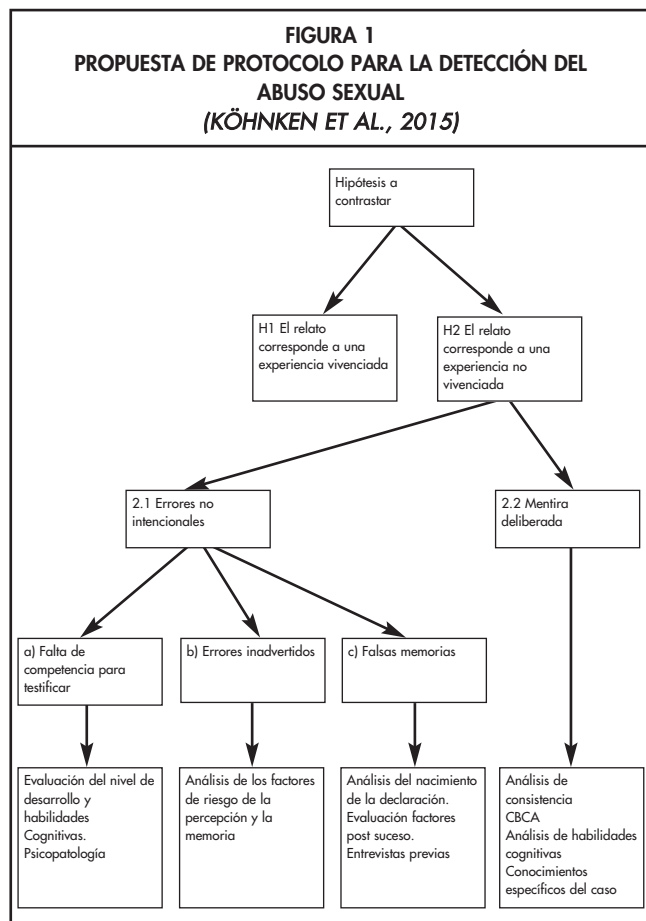 FIGURA 1
PROPUESTA DE PROTOCOLO PARA LA DETECCIÓN DEL
ABUSO SEXUAL
(KÖHNKEN ET AL., 2015)
Hipótesis a
contrastar
H1 El relato
corresponde a una
experiencia vivenciada
H2 El relato
corresponde a una
experiencia no
vivenciada
2.1 Errores no
intencionales
2.2 Mentira
deliberada
a) Falta de
competencia para
testificar
b) Errores inadvertidos
c) Falsas memorias
Evaluación del nivel de
desarrollo y
habilidades
Cognitivas.
Psicopatología
Análisis de los factores
de riesgo de la
percepción y la
memoria
Análisis del nacimiento
de la declaración.
Evaluación factores
post suceso.
Entrevistas previas
Análisis de
consistencia
CBCA
Análisis de habilidades
cognitivas
Conocimientos
específicos del caso